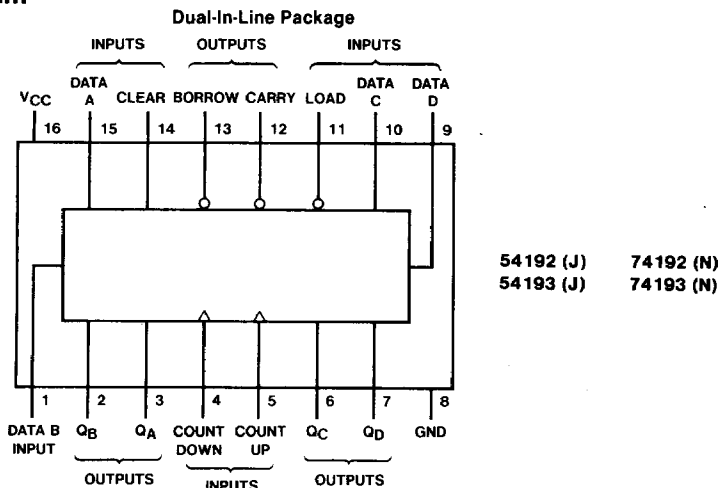 Dual-In-Line Package
INPUTS OUTPUTS INPUTS
DATA DATA DATA
VCC A CLEAR BORROW CARRY LOAD C D
16 15 14 13 12 11 10 9
54192 (J) 74192 (N)
54193 (J) 74193 (N)
1 2 3 4 5 6 7 8
DATA B QB QA COUNT COUNT QC QD GND
INPUT DOWN UP
OUTPUTS INPUTS OUTPUTS